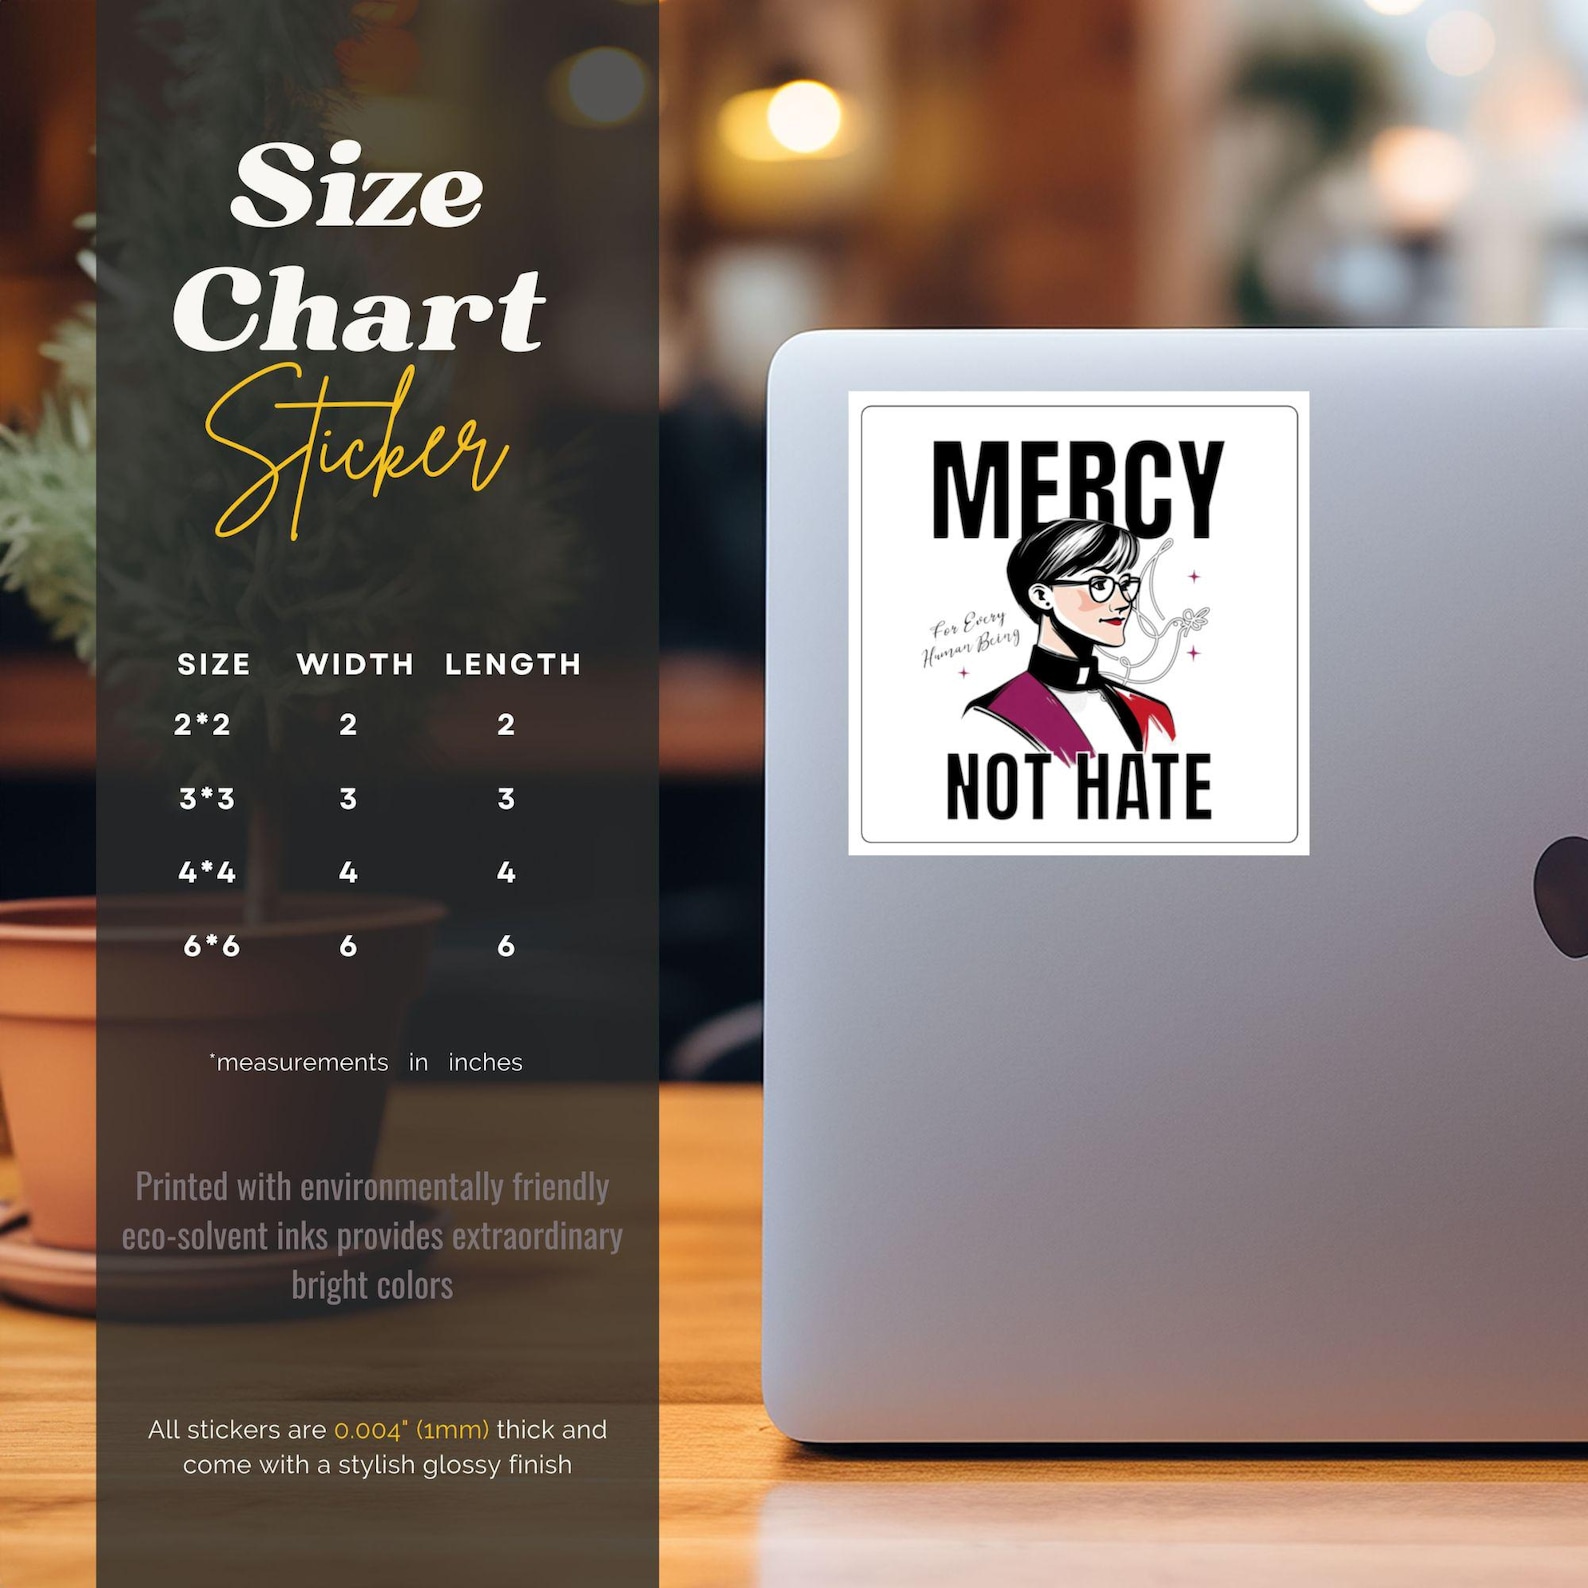 Size
Chart
Sticker
SIZE WIDTH LENGTH
2*2 2 2
3*3 3 3
4*4 4 4
6*6 6 6
*measurements in inches
Printed with environmentally friendly
eco-solvent inks provides extraordinary
bright colors
All stickers are 0.004" (1mm) thick and
come with a stylish glossy finish
MERCY
For Every
Human Being
NOT HATE